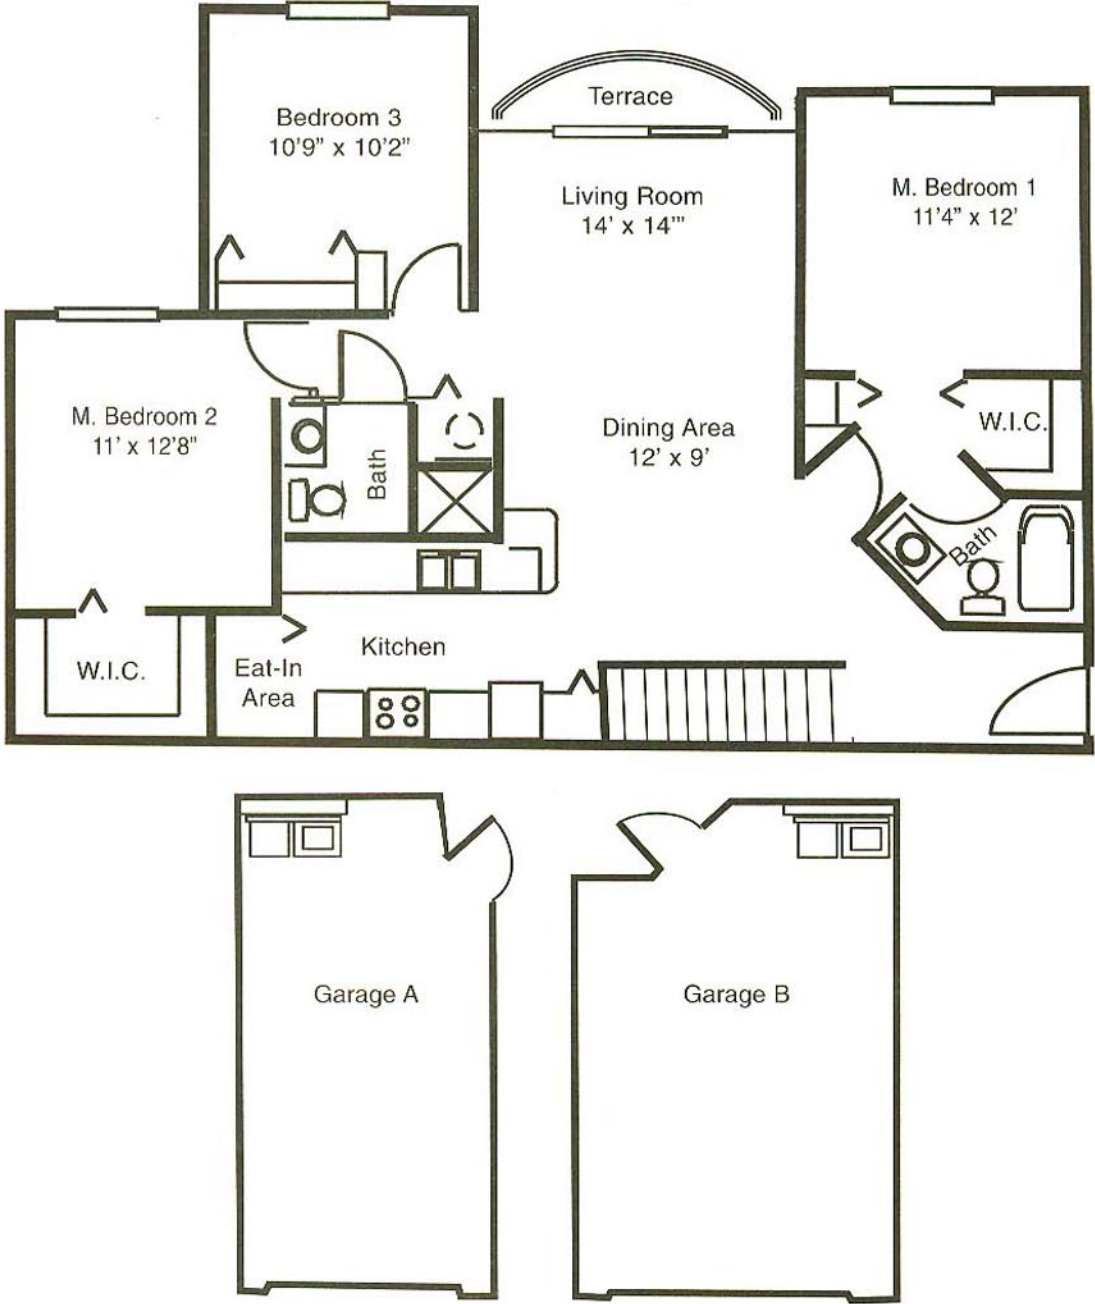 Bedroom 3
10'9” x 10'2”
Terrace
Living Room
14' x 14'”
M. Bedroom 1
11'4” x 12'
M. Bedroom 2
11' x 12'8”
Bath
Dining Area
12' x 9'
W.I.C.
Bath
W.I.C.
Eat-In
Area
Kitchen
Garage A
Garage B